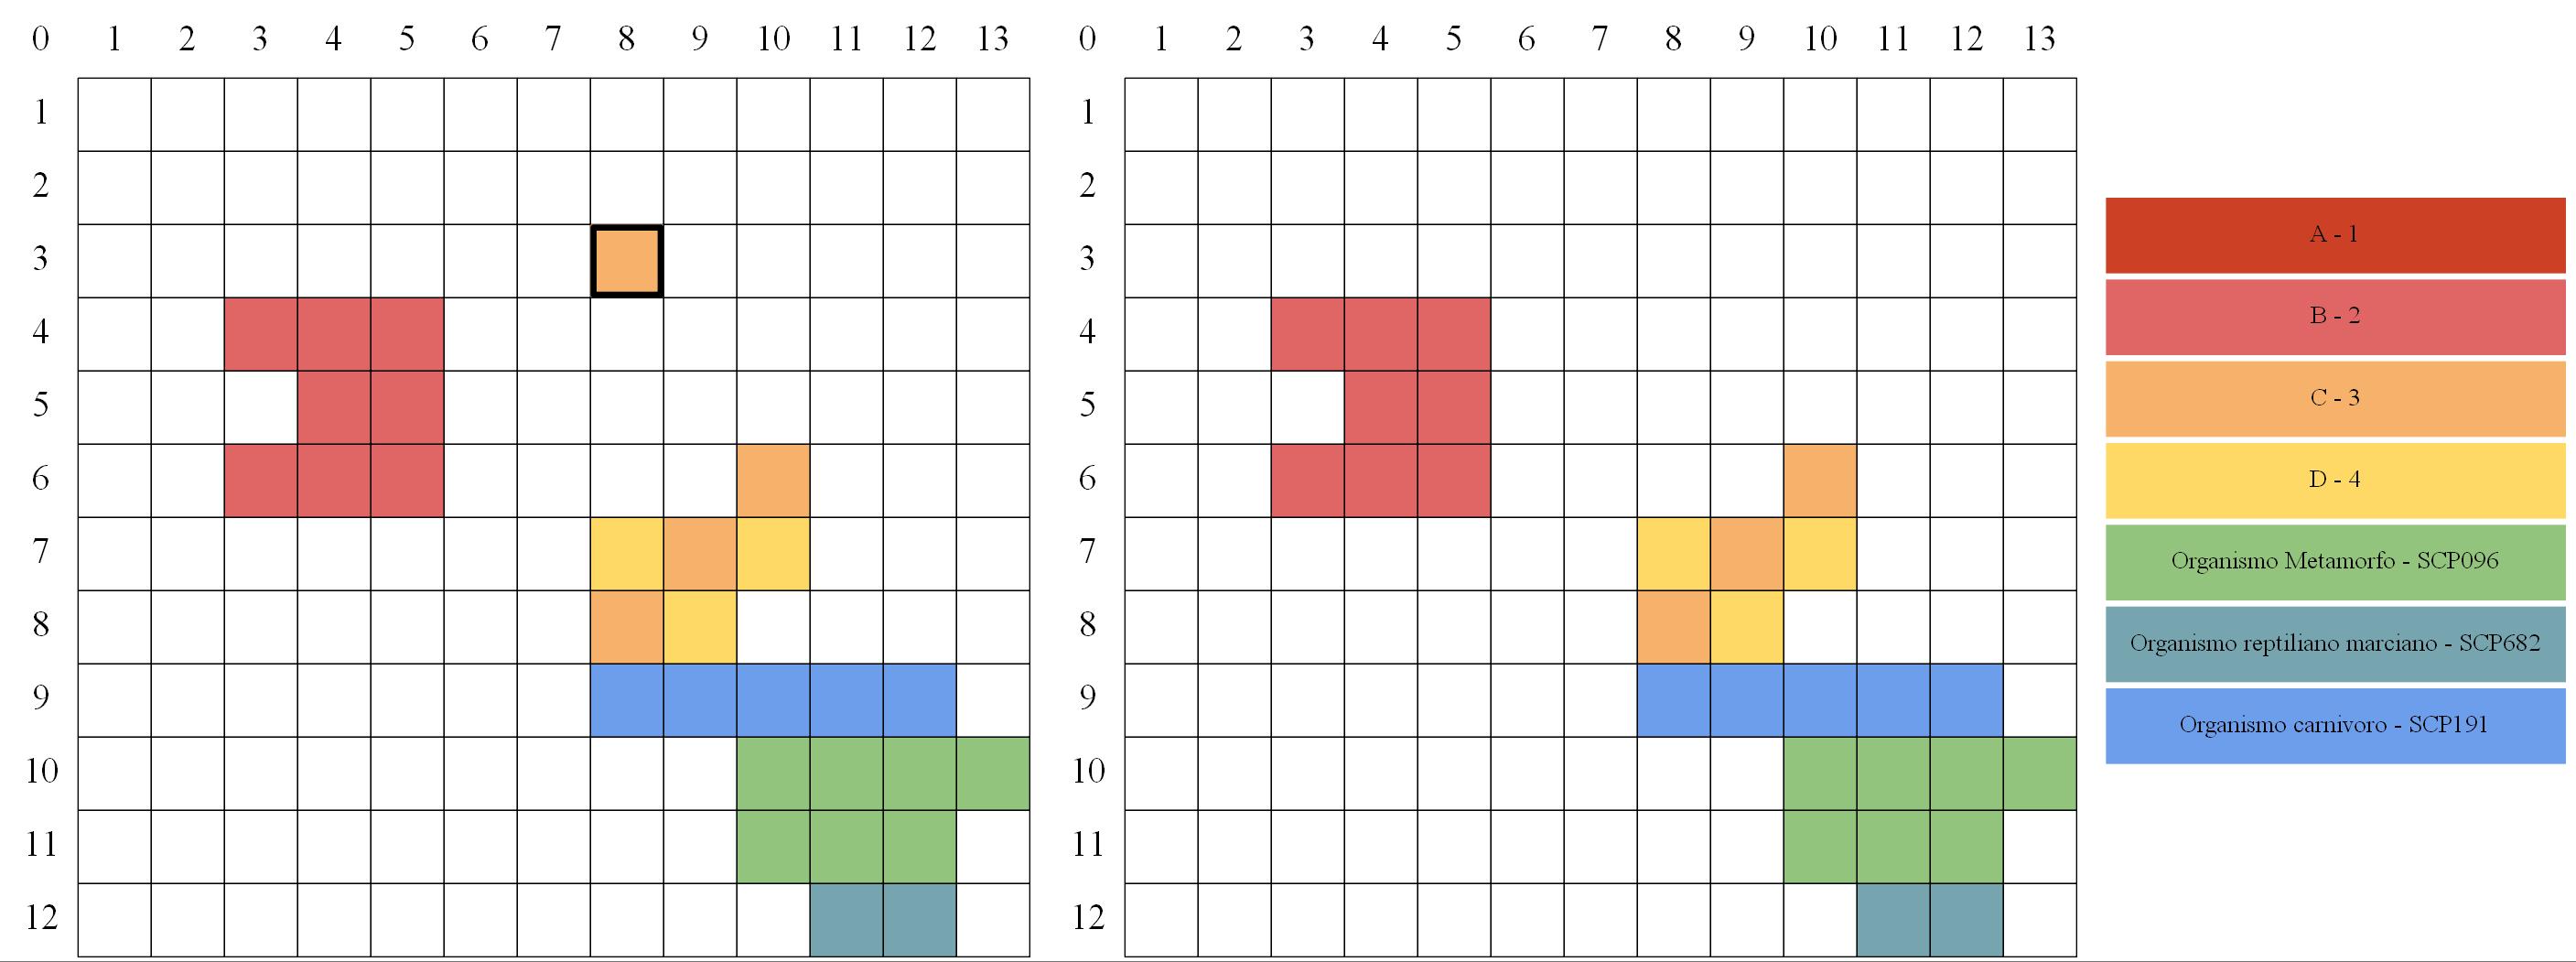 0 1 2 3 4 5 6 7 8 9 10 11 12 13
1
2
3
4
5
6
7
8
9
10
11
12
0 1 2 3 4 5 6 7 8 9 10 11 12 13
1
2
3
4
5
6
7
8
9
10
11
12
A - 1
B - 2
C - 3
D - 4
Organismo Metamorfo - SCP096
Organismo reptiliano marciano - SCP682
Organismo carnivoro - SCP191